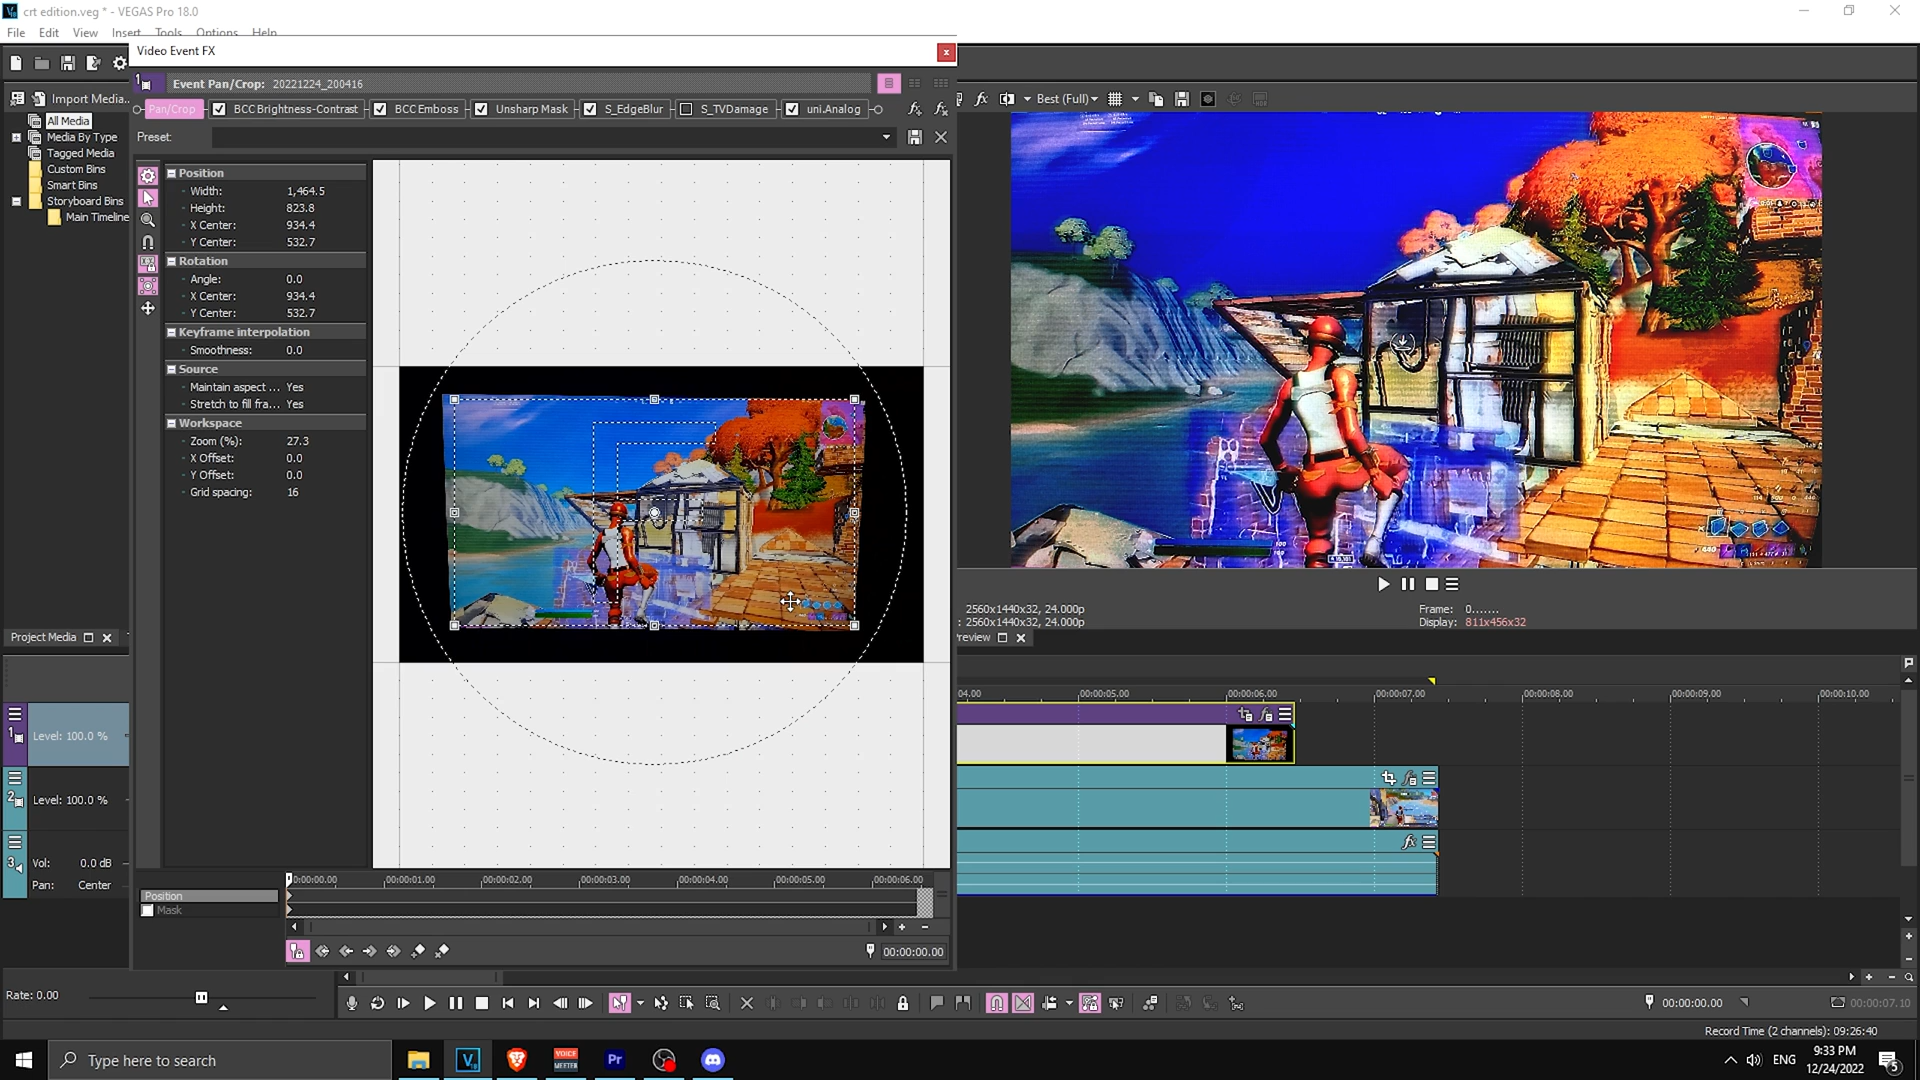 crt edition.veg * - VEGAS Pro 18.0
File Edit View Insert Tools Options Help
Video Event FX
Event Pan/Crop: 20221224_200416
Import Media...
Pan/Crop BCC Brightness-Contrast BCC Emboss Unsharp Mask S_EdgeBlur S_TVDamage uni.Analog
Best (Full)
Preset:
All Media
Media By Type
Tagged Media
Custom Bins
Smart Bins
Storyboard Bins
Main Timeline
Position
Width: 1,464.5
Height: 823.8
X Center: 934.4
Y Center: 532.7
Rotation
Angle: 0.0
X Center: 934.4
Y Center: 532.7
Keyframe interpolation
Smoothness: 0.0
Source
Maintain aspect ... Yes
Stretch to fill fra... Yes
Workspace
Zoom (%): 27.3
X Offset: 0.0
Y Offset: 0.0
Grid spacing: 16
2560x1440x32, 24.000p
: 2560x1440x32, 24.000p
Frame: 0.......
Display: 811x456x32
Project Media
review
04.00 00:00:05.00 00:00:06.00 00:00:07.00 00:00:08.00 00:00:09.00 00:00:10.00
1
Level: 100.0 %
2
Level: 100.0 %
3
Vol: 0.0 dB
Pan: Center
00:00:00.00 00:00:01.00 00:00:02.00 00:00:03.00 00:00:04.00 00:00:05.00 00:00:06.00
Position
Mask
00:00:00.00
Rate: 0.00
00:00:00.00
00:00:07.10
Record Time (2 channels): 09:26:40
Type here to search
VOICE MEETER
Pr
ENG
9:33 PM
12/24/2022
5